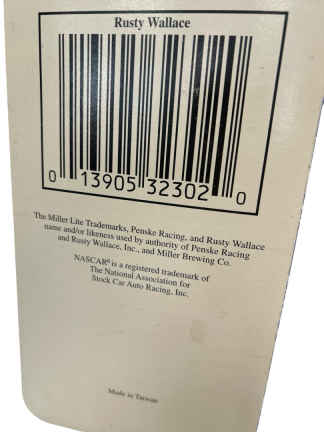 Rusty Wallace
0 13905 32302 0
The Miller Lite Trademarks, Penske Racing, and Rusty Wallace
name and/or likeness used by authority of Penske Racing
and Rusty Wallace, Inc., and Miller Brewing Co.
NASCAR® is a registered trademark of
The National Association for
Stock Car Auto Racing, Inc.
Made in Taiwan